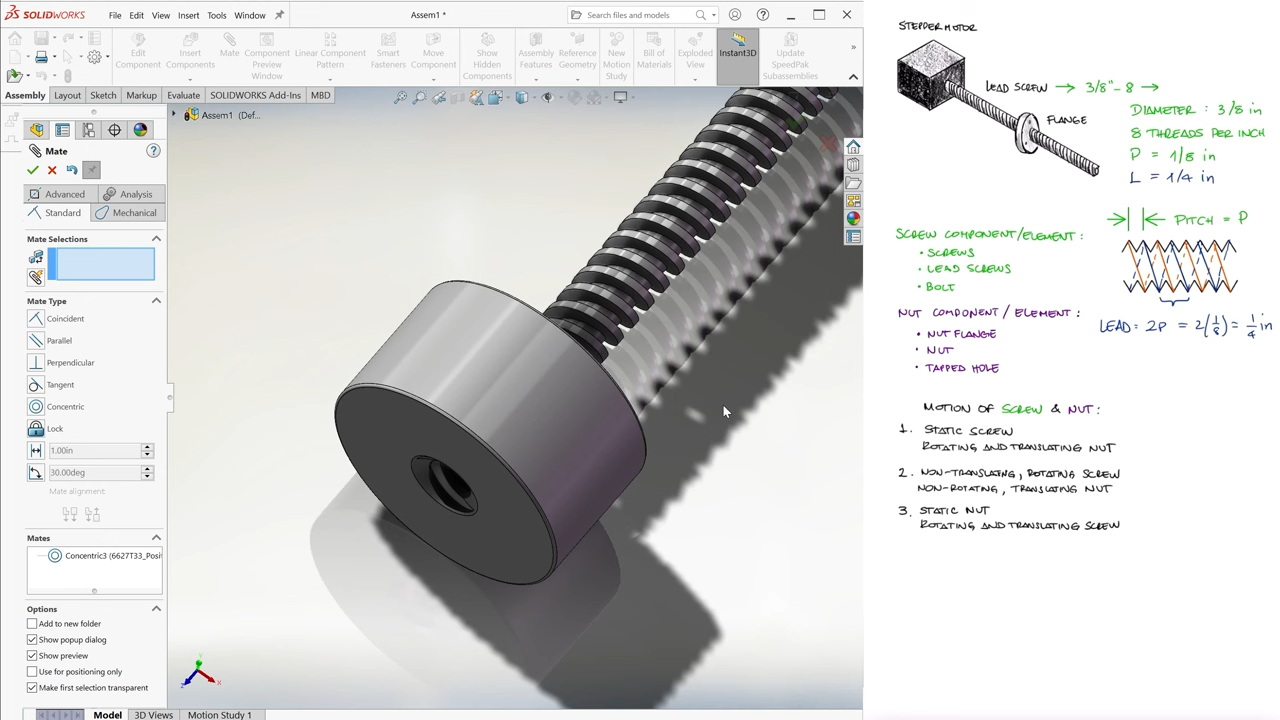 SOLIDWORKS
File Edit View Insert Tools Window
Assem1 *
Search files and models
Edit Component
Insert Components
Mate
Component Preview Window
Linear Component Pattern
Smart Fasteners
Move Component
Show Hidden Components
Assembly Features
Reference Geometry
New Motion Study
Bill of Materials
Exploded View
Instant3D
Update SpeedPak Subassemblies
Assembly Layout Sketch Markup Evaluate SOLIDWORKS Add-Ins MBD
Assem1 (Def...
Mate
Advanced Analysis
Standard Mechanical
Mate Selections
Mate Type
Coincident
Parallel
Perpendicular
Tangent
Concentric
Lock
1.00in
30.00deg
Mate alignment:
Mates
Concentric3 (6627T33_Posit
Options
Add to new folder
Show popup dialog
Show preview
Use for positioning only
Make first selection transparent
Model 3D Views Motion Study 1
STEPPER MOTOR
LEAD SCREW → 3/8"-8 →
FLANGE
DIAMETER : 3/8 in
8 THREADS PER INCH
P = 1/8 in
L = 1/4 in
PITCH = P
LEAD: 2P = 2(1/8) = 1/4 in
SCREW COMPONENT/ELEMENT:
• SCREWS
• LEAD SCREWS
• BOLT
NUT COMPONENT / ELEMENT:
• NUT FLANGE
• NUT
• TAPPED HOLE
MOTION OF SCREW & NUT:
1. STATIC SCREW
ROTATING AND TRANSLATING NUT
2. NON-TRANSLATING, ROTATING SCREW
NON-ROTATING, TRANSLATING NUT
3. STATIC NUT
ROTATING AND TRANSLATING SCREW